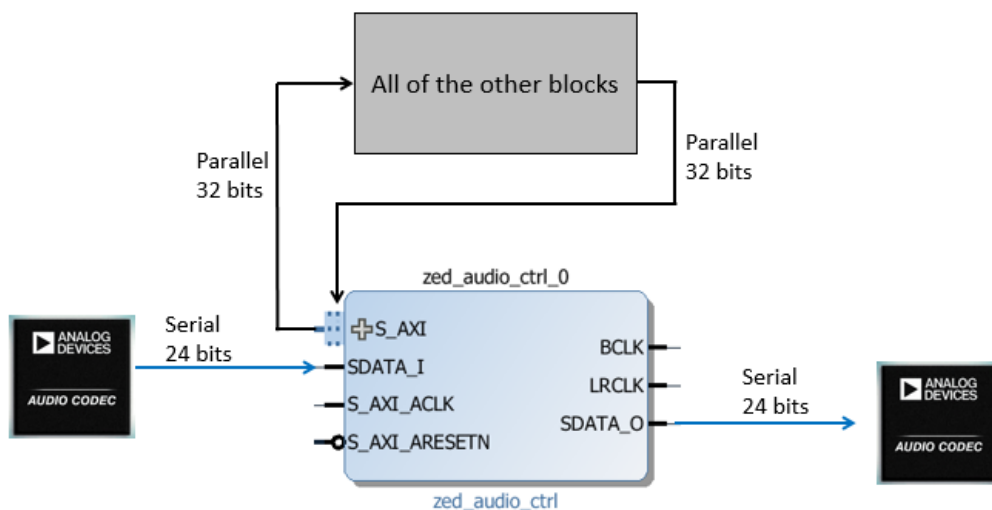 All of the other blocks
Parallel
32 bits
Parallel
32 bits
zed_audio_ctrl_0
ANALOG
DEVICES
AUDIO CODEC
Serial
24 bits
S_AXI
SDATA_I
S_AXI_ACLK
S_AXI_ARESETN
BCLK
LRCLK
SDATA_O
Serial
24 bits
ANALOG
DEVICES
AUDIO CODEC
zed_audio_ctrl